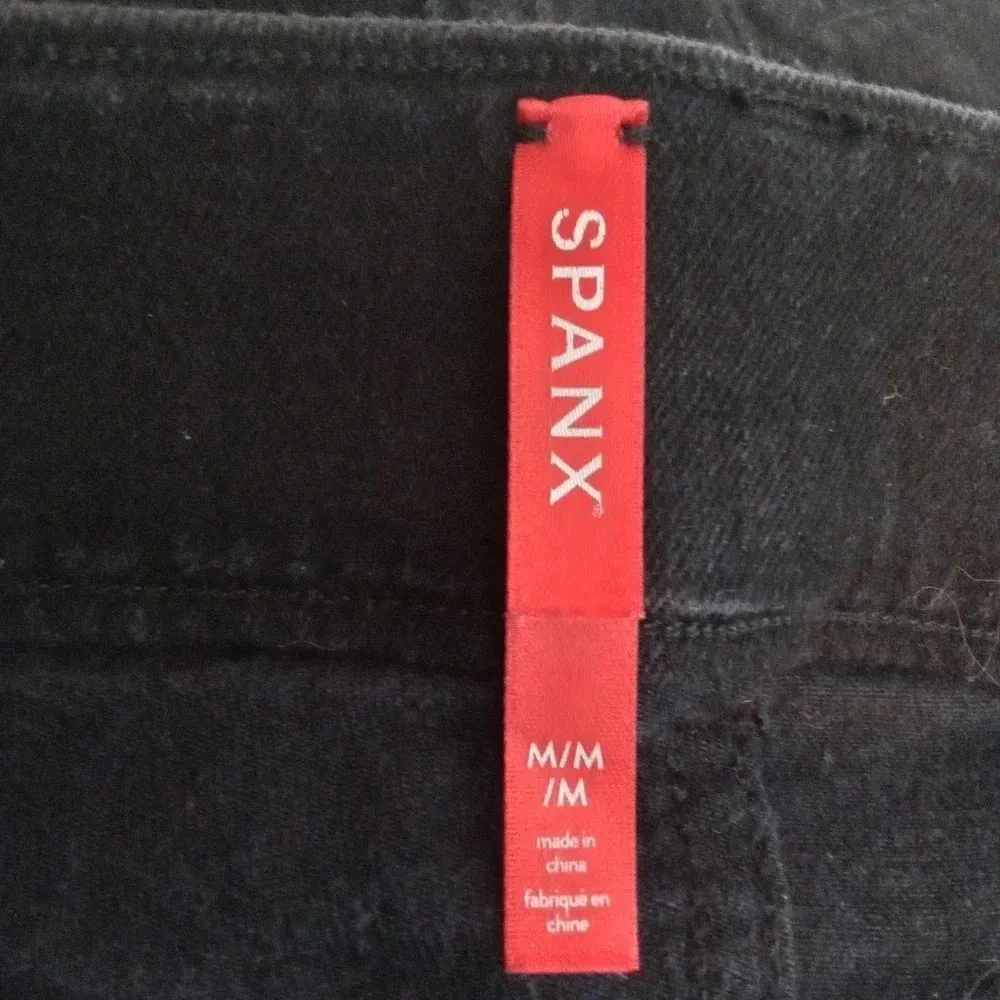 SPANX®
M/M
/M
made in
china
fabriqué en
chine